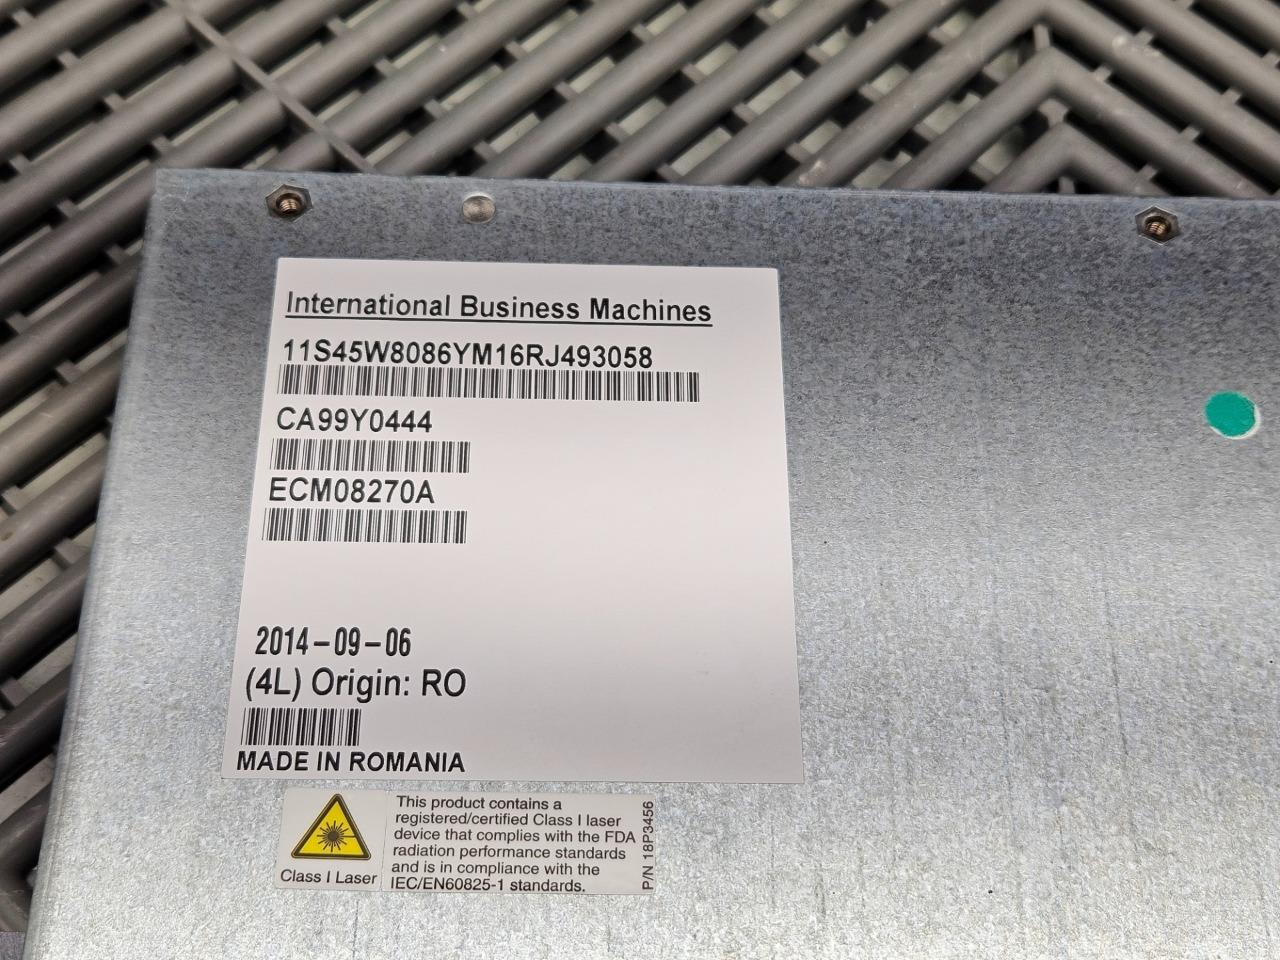 International Business Machines
11S45W8086YM16RJ493058
CA99Y0444
ECM08270A
2014-09-06
(4L) Origin: RO
MADE IN ROMANIA
Class I Laser
This product contains a
registered/certified Class I laser
device that complies with the FDA
radiation performance standards
and is in compliance with the
IEC/EN60825-1 standards.
P/N 18P3456